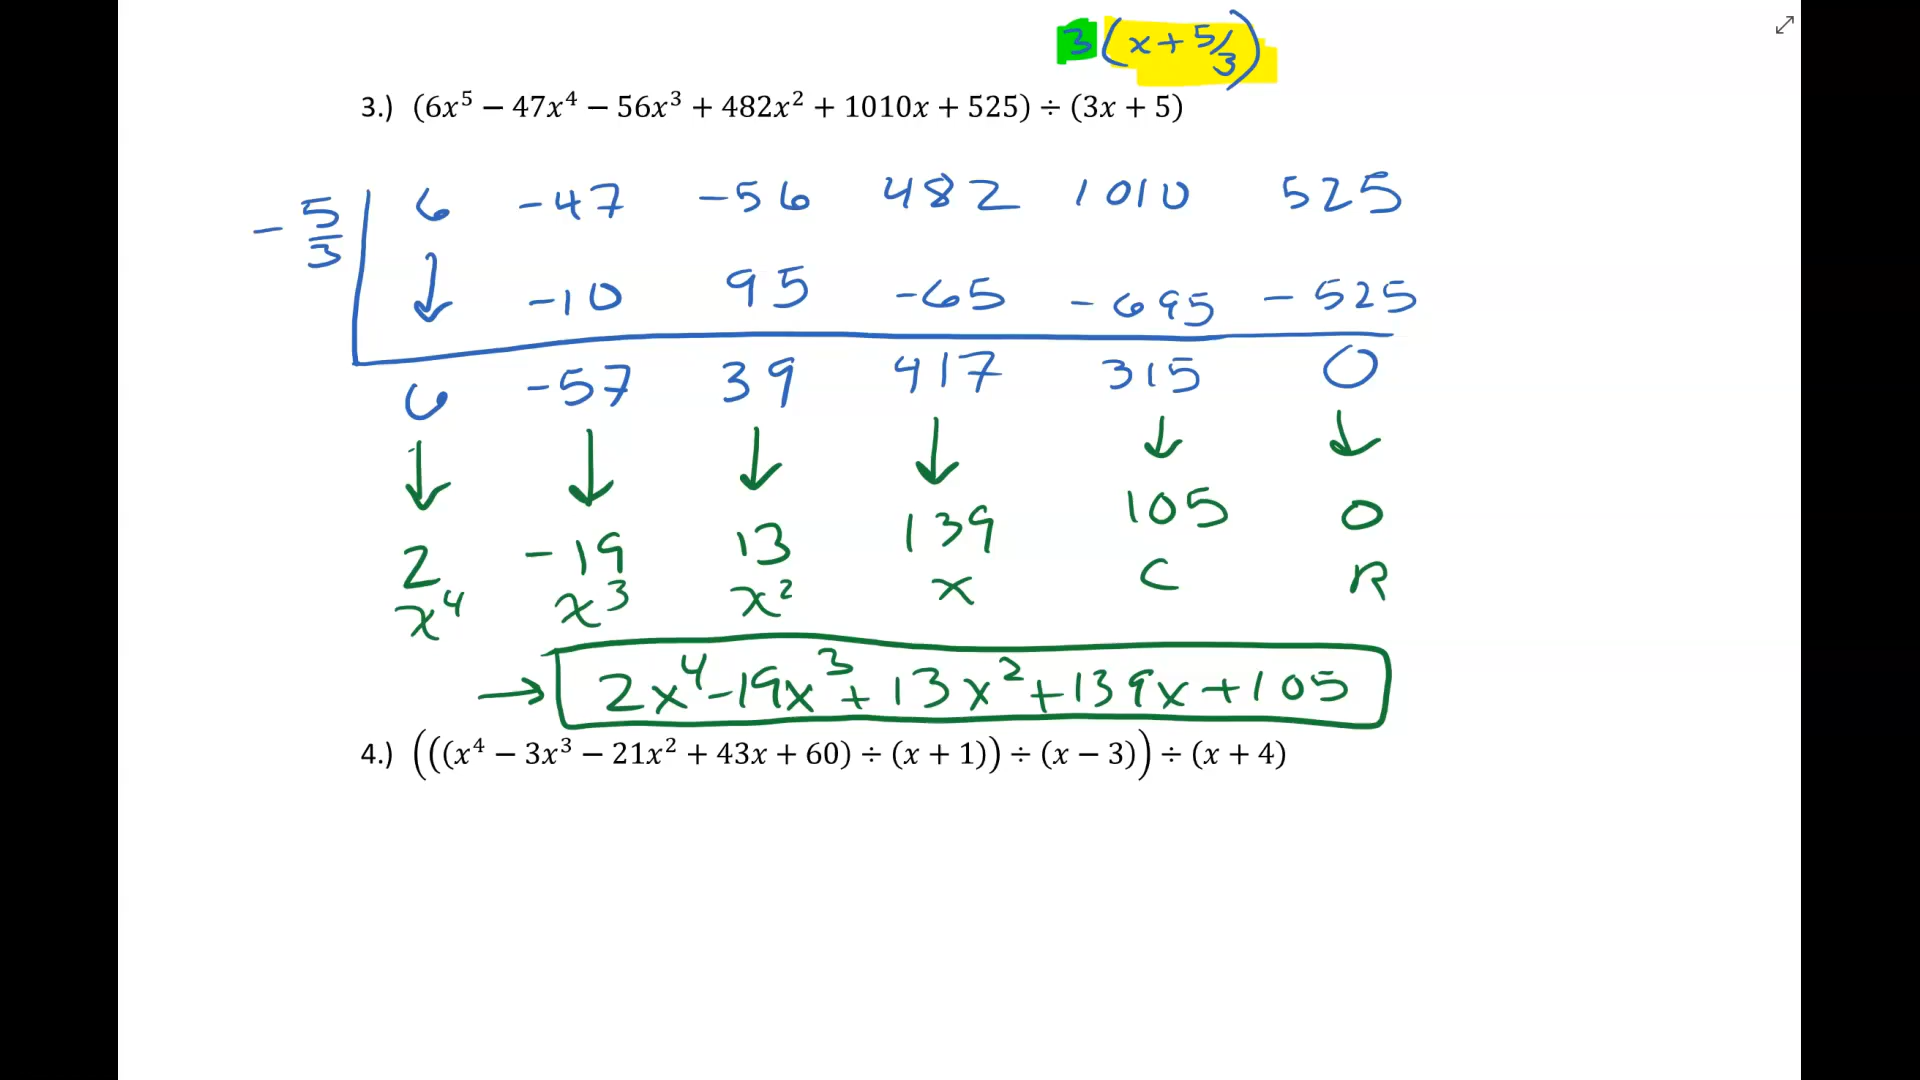 3(x+5/3)
3.) (6x⁵ − 47x⁴ − 56x³ + 482x² + 1010x + 525) ÷ (3x + 5)
-5/3 | 6 -47 -56 482 1010 525
↓ -10 95 -65 -695 -525
6 -57 39 417 315 0
↓ ↓ ↓ ↓ ↓ ↓
2 -19 13 139 105 0
x⁴ x³ x² x C R
→ 2x⁴-19x³+13x²+139x+105
4.) (((x⁴ − 3x³ − 21x² + 43x + 60) ÷ (x + 1)) ÷ (x − 3)) ÷ (x + 4)